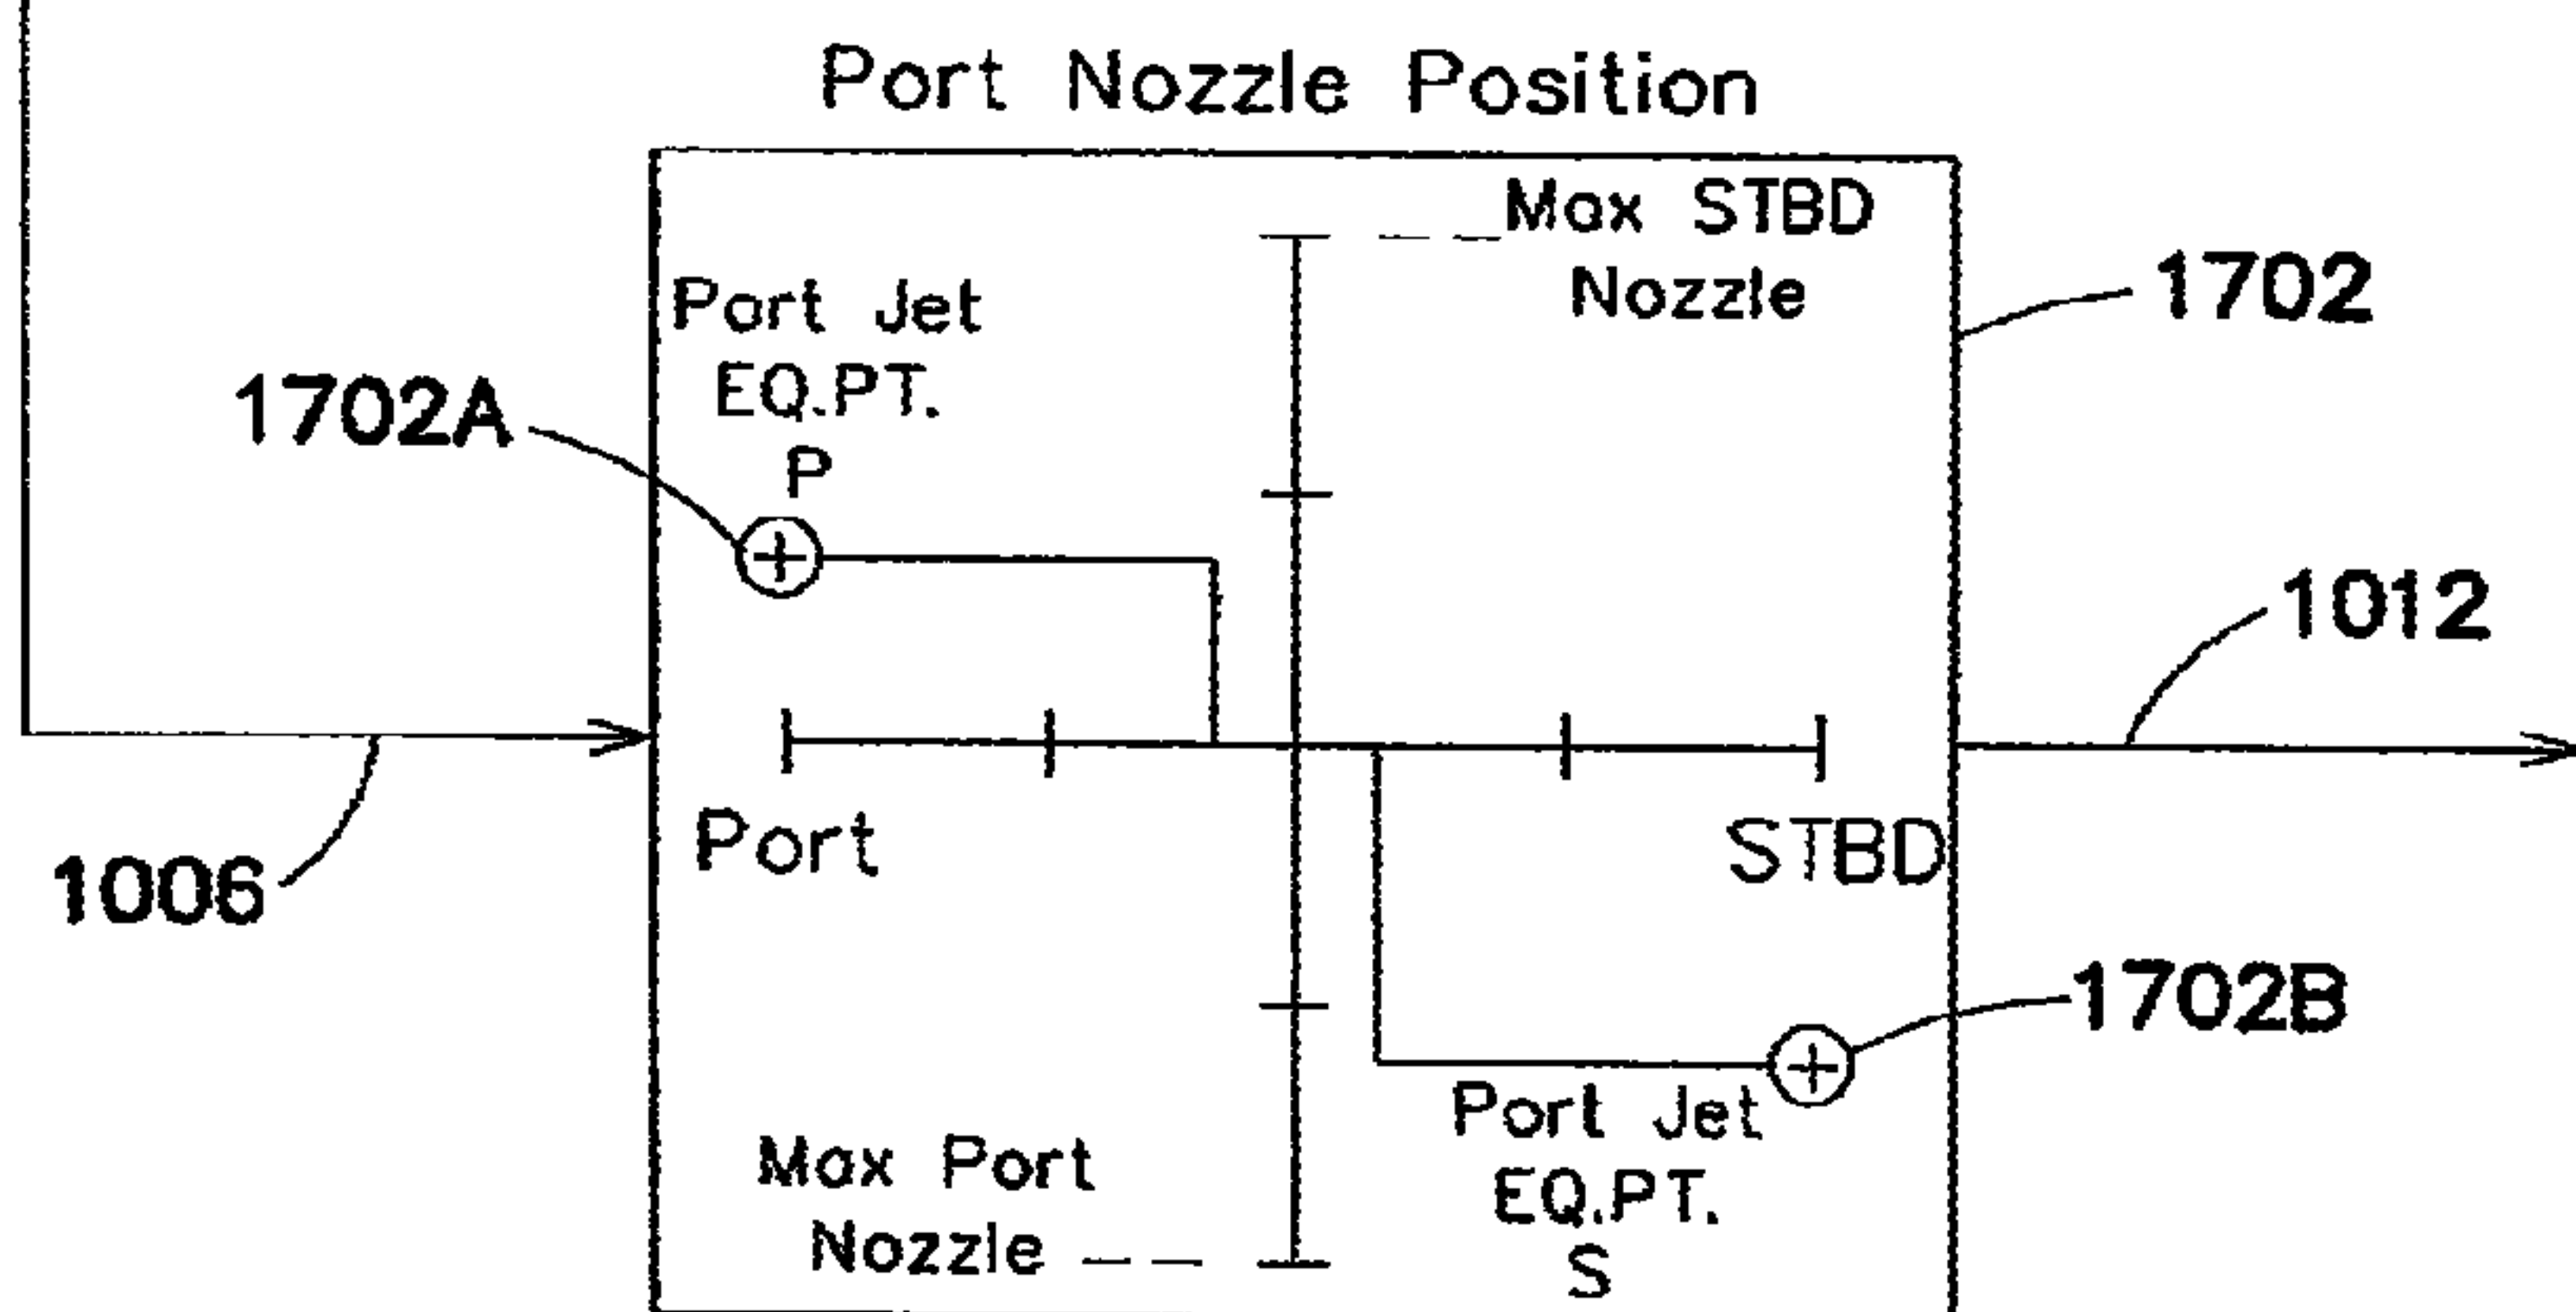 Port Nozzle Position
Max STBD
Nozzle
1702
Port Jet
EQ.PT.
P
1702A
1012
Port
STBD
1006
1702B
Port Jet
EQ.PT.
S
Max Port
Nozzle